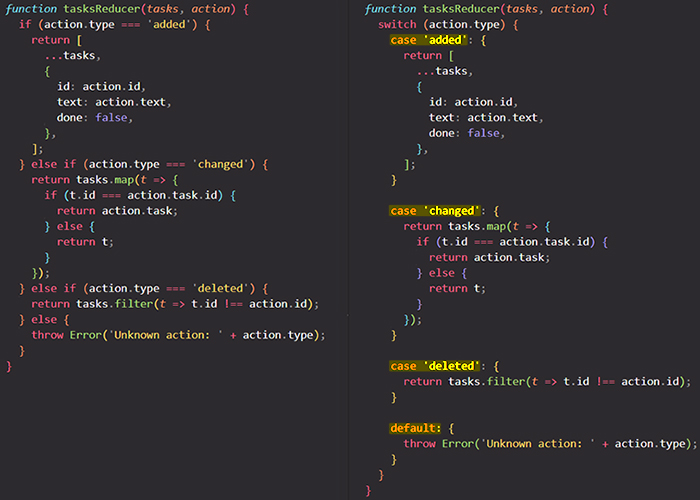 function tasksReducer(tasks, action) {
if (action.type === 'added') {
return [
...tasks,
{
id: action.id,
text: action.text,
done: false,
},
];
} else if (action.type === 'changed') {
return tasks.map(t => {
if (t.id === action.task.id) {
return action.task;
} else {
return t;
}
});
} else if (action.type === 'deleted') {
return tasks.filter(t => t.id !== action.id);
} else {
throw Error('Unknown action: ' + action.type);
}
}
function tasksReducer(tasks, action) {
switch (action.type) {
case 'added': {
return [
...tasks,
{
id: action.id,
text: action.text,
done: false,
},
];
}
case 'changed': {
return tasks.map(t => {
if (t.id === action.task.id) {
return action.task;
} else {
return t;
}
});
}
case 'deleted': {
return tasks.filter(t => t.id !== action.id);
}
default: {
throw Error('Unknown action: ' + action.type);
}
}
}